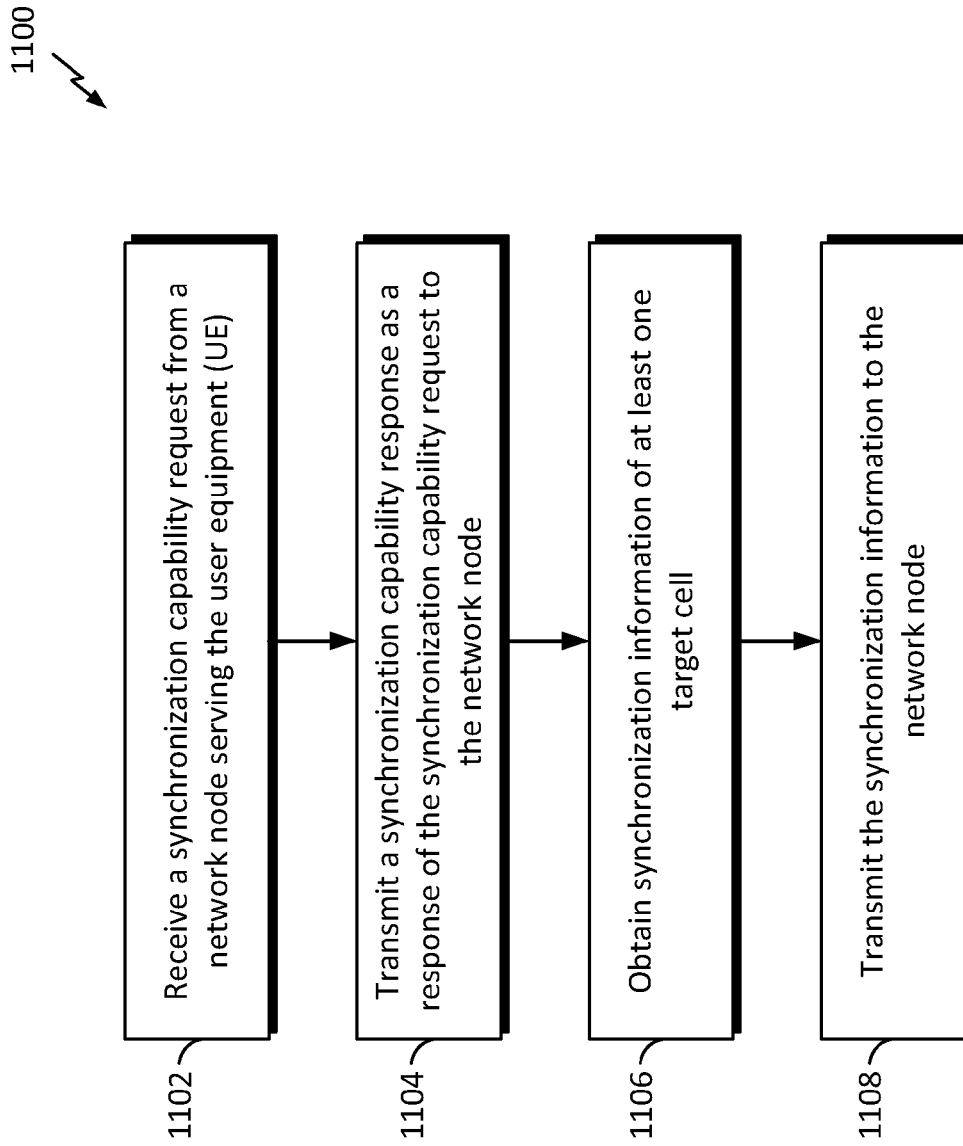 1100
1102
Receive a synchronization capability request from a
network node serving the user equipment (UE)
1104
Transmit a synchronization capability response as a
response of the synchronization capability request to
the network node
1106
Obtain synchronization information of at least one
target cell
1108
Transmit the synchronization information to the
network node